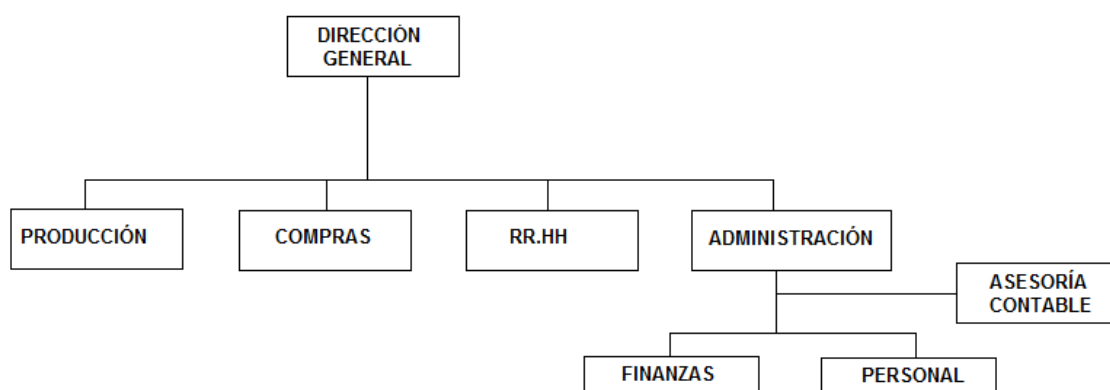 DIRECCIÓN
GENERAL
PRODUCCIÓN
COMPRAS
RR.HH
ADMINISTRACIÓN
ASESORÍA
CONTABLE
FINANZAS
PERSONAL